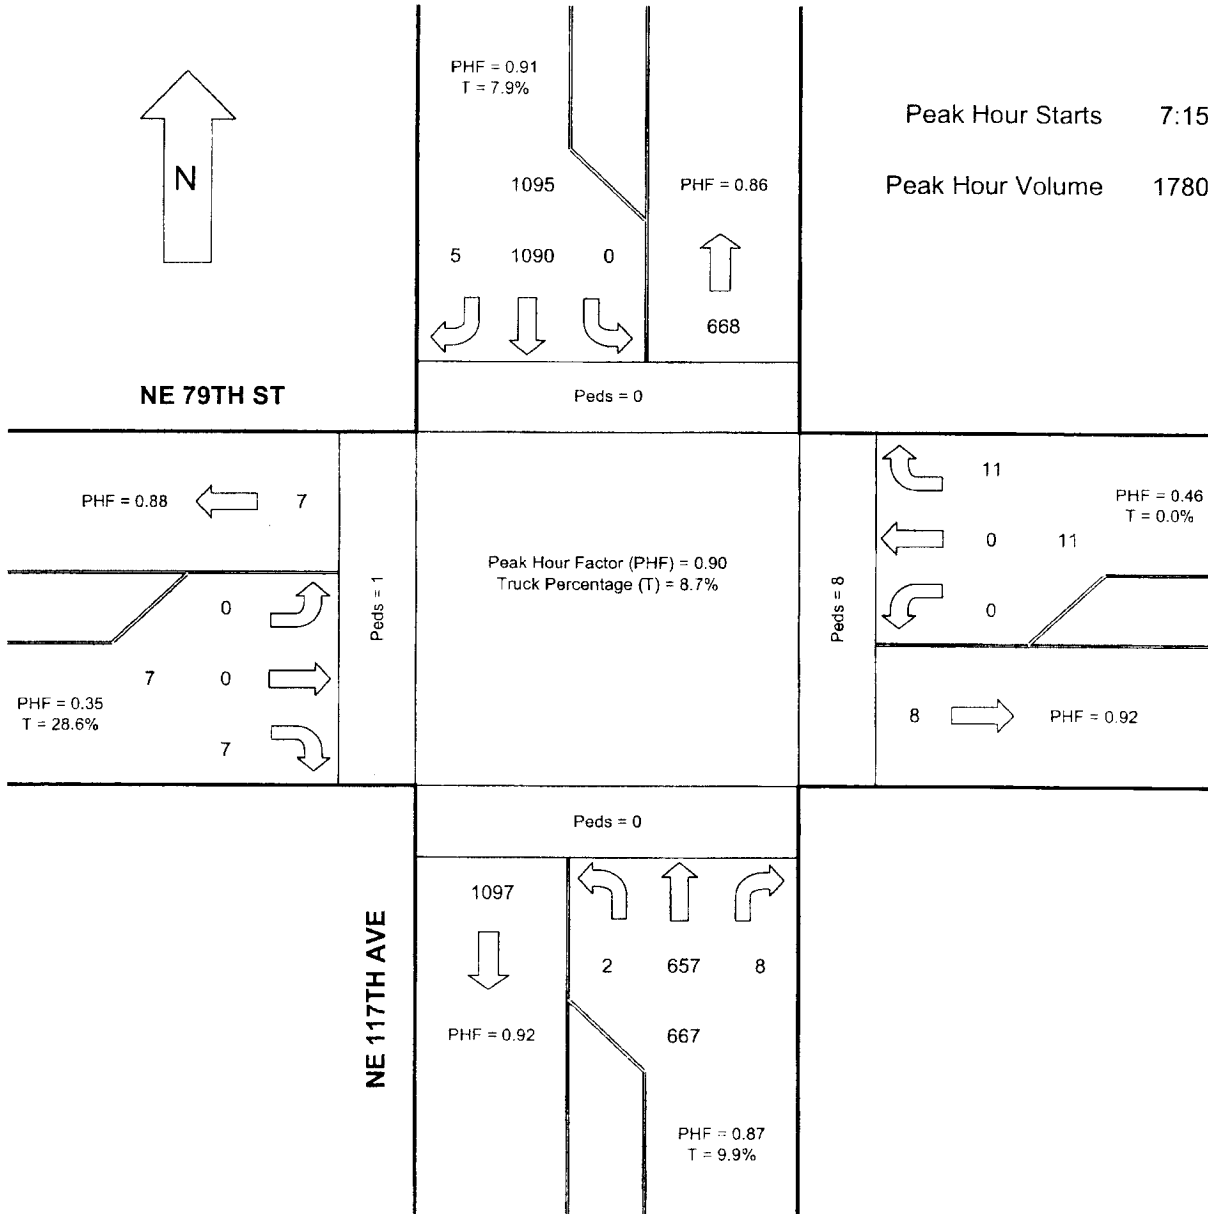 PHF = 0.91
T = 7.9%
Peak Hour Starts 7:15
N
1095
PHF = 0.86
Peak Hour Volume 1780
5 1090 0
668
NE 79TH ST
Peds = 0
PHF = 0.88 7
11
PHF = 0.46
T = 0.0%
0 11
0
Peak Hour Factor (PHF) = 0.90
Truck Percentage (T) = 8.7%
Peds = 1
Peds = 8
0
7 0
PHF = 0.35
T = 28.6%
7
8 PHF = 0.92
Peds = 0
1097
2 657 8
PHF = 0.92
667
NE 117TH AVE
PHF = 0.87
T = 9.9%